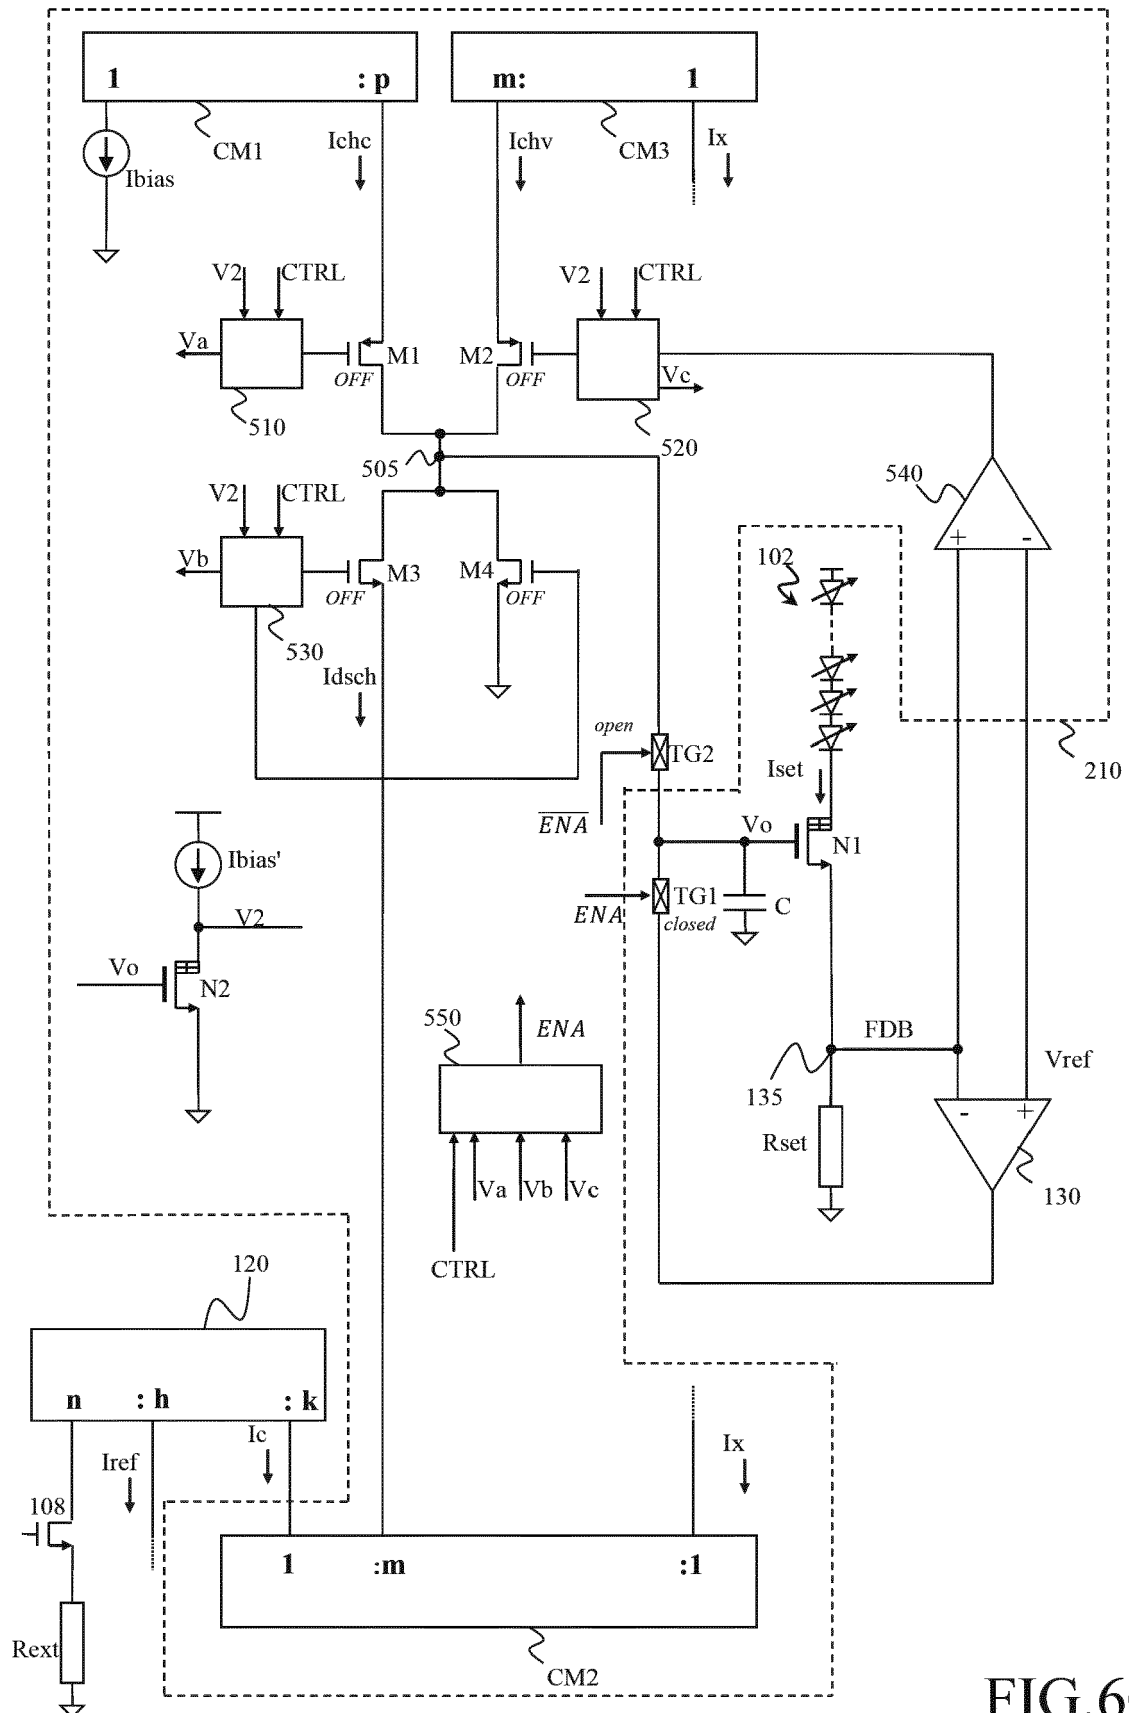 1 : p
m: 1
CM1
CM3
Ichc
Ichv
Ix
Ibias
V2 CTRL
V2 CTRL
Va
M1
M2
OFF
OFF
Vc
510
520
505
540
V2 CTRL
+ -
Vb
M3
M4
102
OFF
OFF
530
Idsch
open
TG2
Iset
210
ENA
Vo
N1
Ibias'
ENA
TG1
C
closed
V2
Vo
N2
550
ENA
FDB
Vref
135
- +
Rset
130
Va Vb Vc
CTRL
120
n : h : k
Iref
Ic
Ix
108
1 :m :1
Rext
CM2